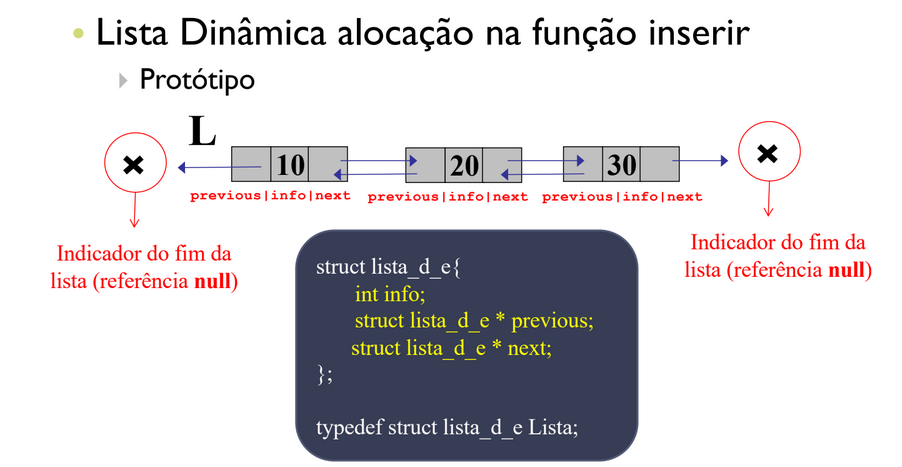 Lista Dinâmica alocação na função inserir
Protótipo
L
10
20
30
previous|info|next
previous|info|next
previous|info|next
Indicador do fim da
lista (referência null)
Indicador do fim da
lista (referência null)
struct lista_d_e{
int info;
struct lista_d_e * previous;
struct lista_d_e * next;
};
typedef struct lista_d_e Lista;